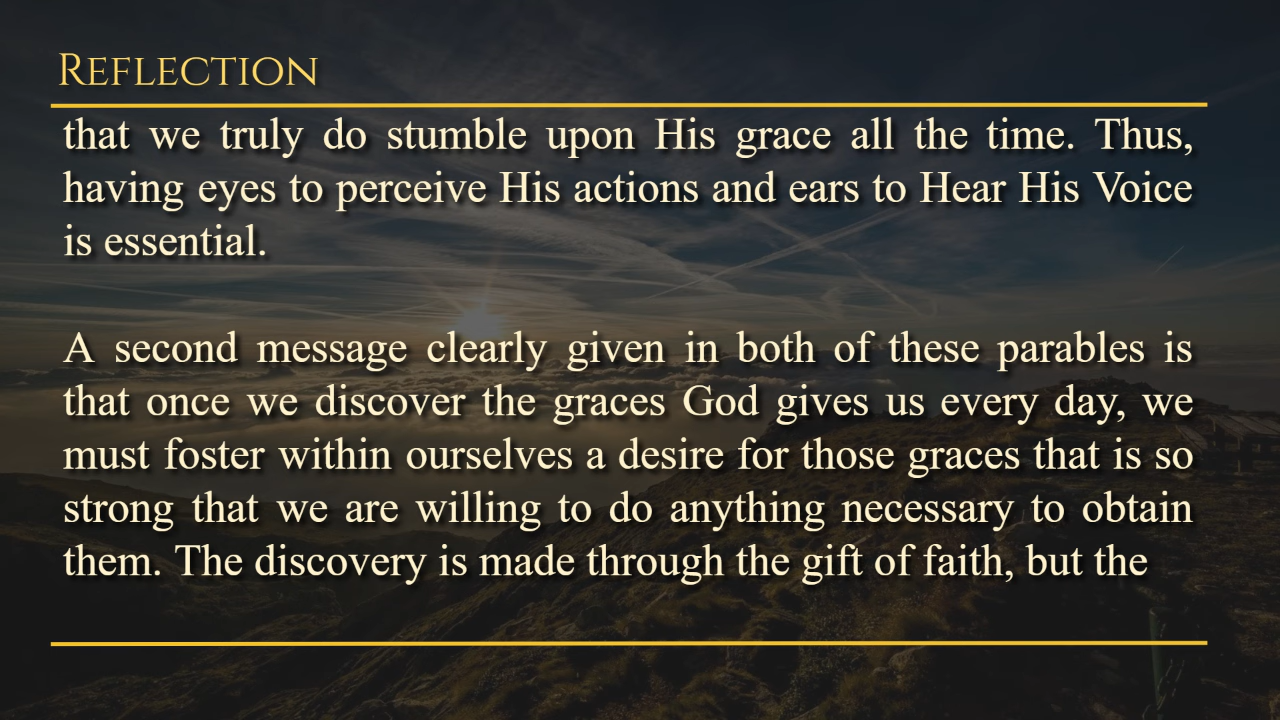 Reflection
that we truly do stumble upon His grace all the time. Thus,
having eyes to perceive His actions and ears to Hear His Voice
is essential.
A second message clearly given in both of these parables is
that once we discover the graces God gives us every day, we
must foster within ourselves a desire for those graces that is so
strong that we are willing to do anything necessary to obtain
them. The discovery is made through the gift of faith, but the